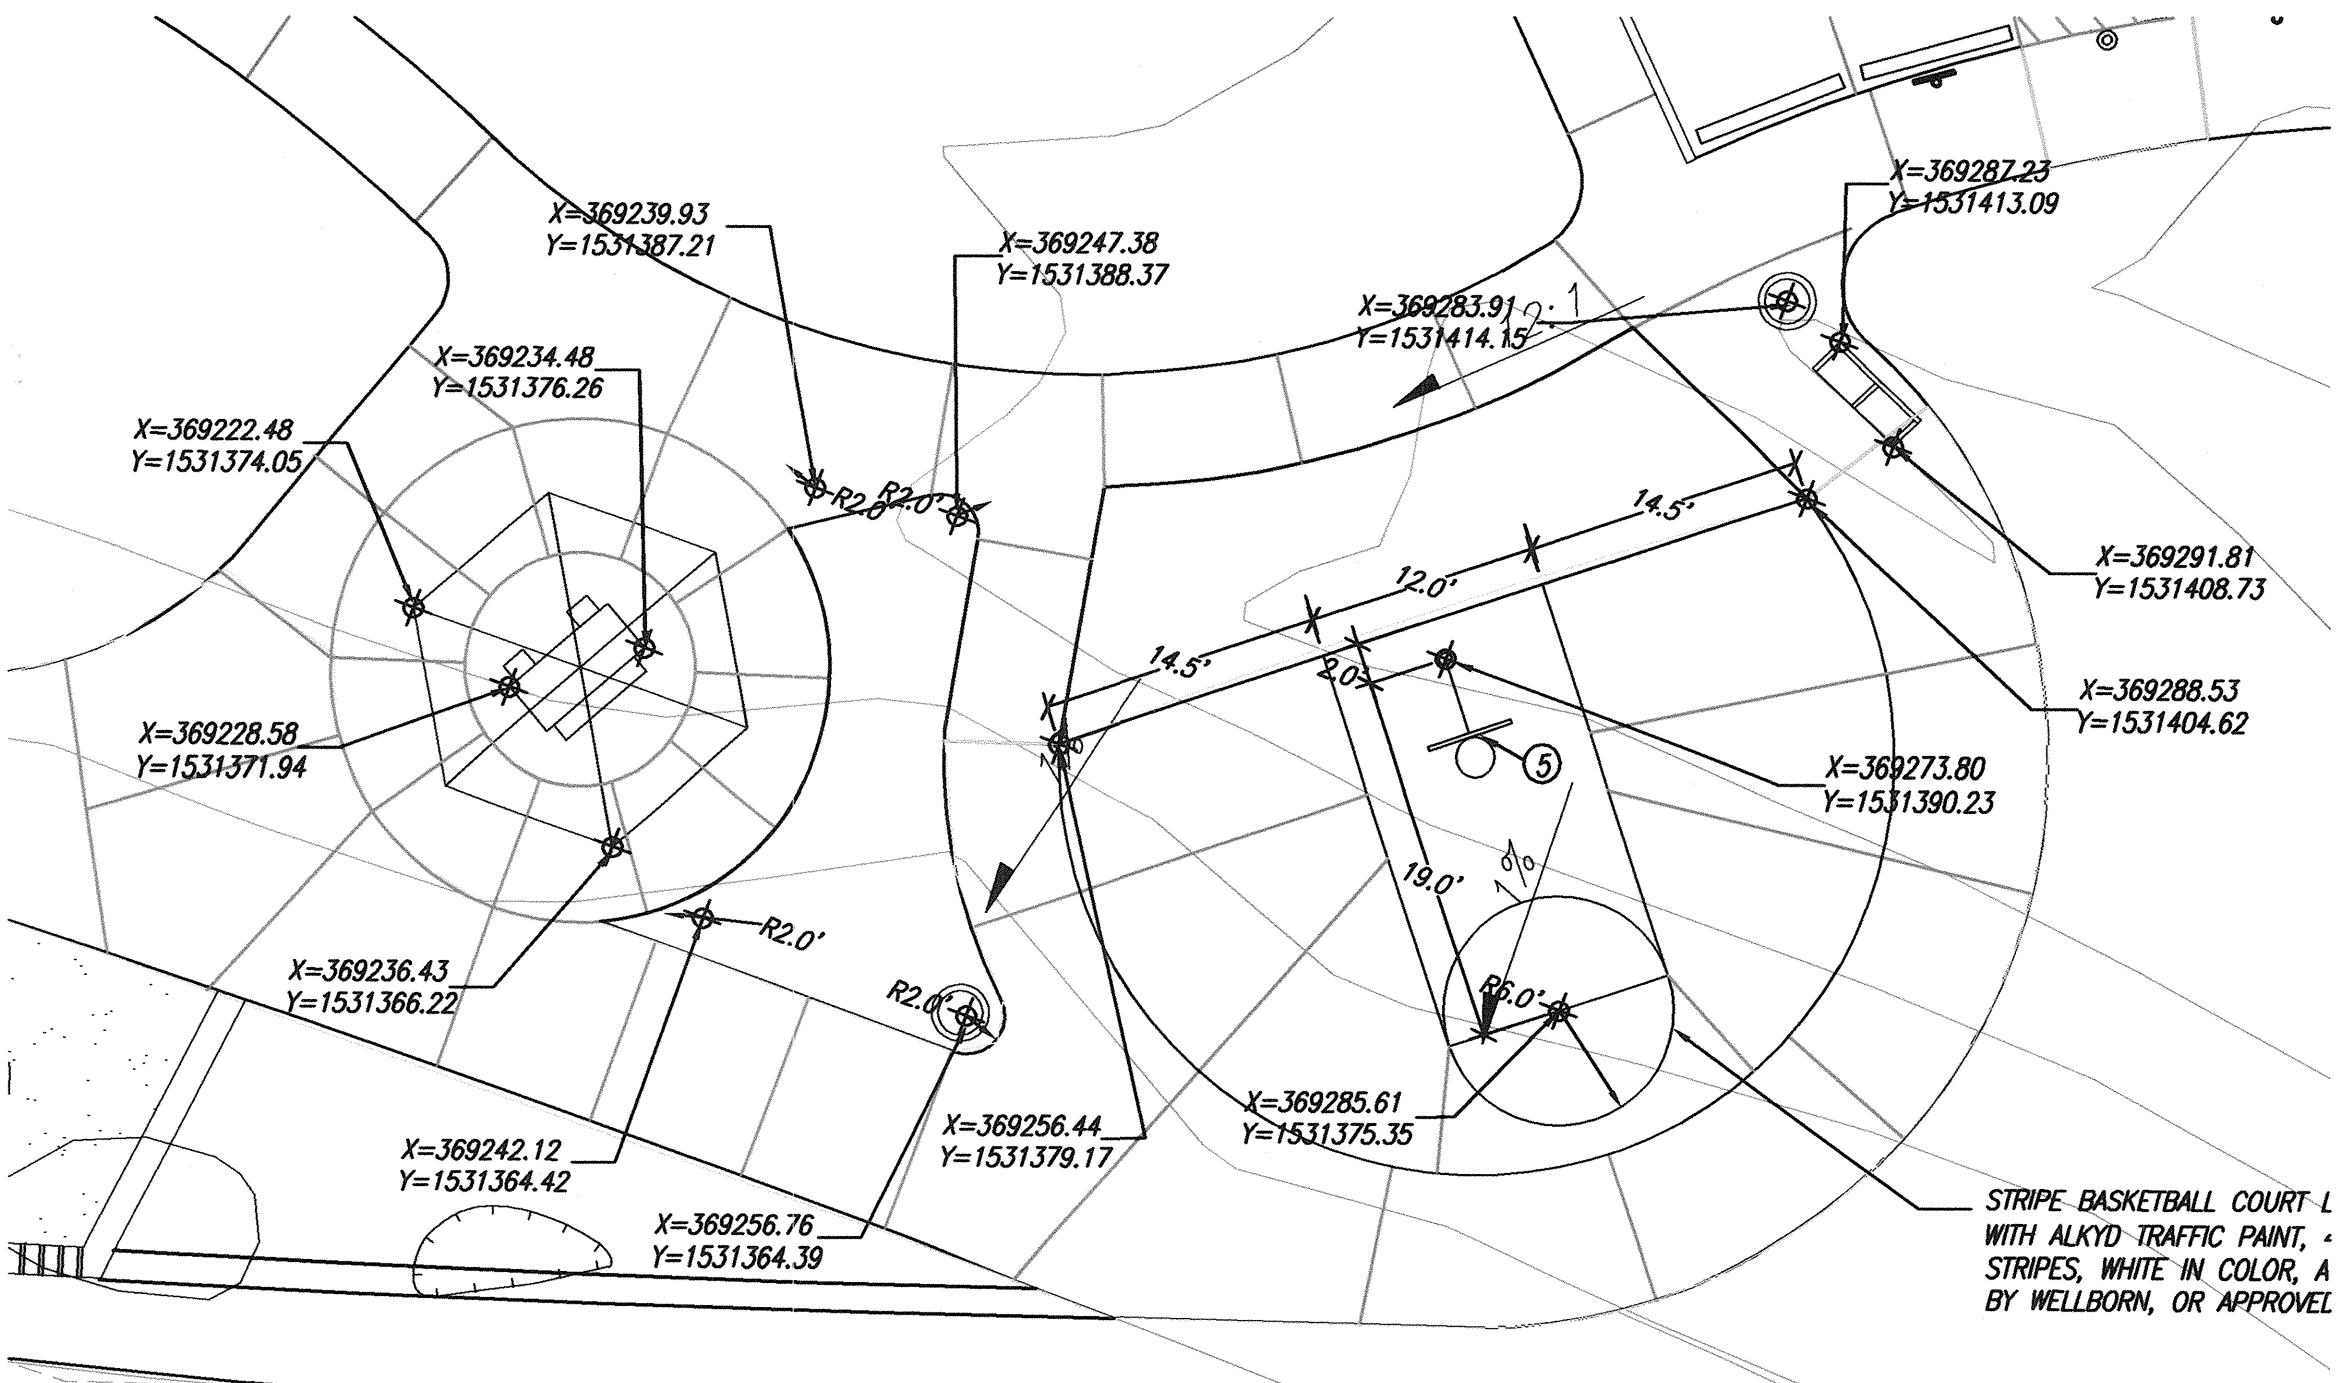 X=369287.23
Y=1531413.09
X=369239.93
Y=1531387.21
X=369247.38
Y=1531388.37
X=369283.91
Y=1531414.15
2:1
X=369234.48
Y=1531376.26
X=369222.48
Y=1531374.05
R2.0'
R2.0'
14.5'
12.0'
14.5'
2.0'
X=369291.81
Y=1531408.73
X=369288.53
Y=1531404.62
X=369228.58
Y=1531371.94
5
X=369273.80
Y=1531390.23
19.0'
1%
R2.0'
X=369236.43
Y=1531366.22
R2.0'
R6.0'
X=369285.61
Y=1531375.35
X=369256.44
Y=1531379.17
X=369242.12
Y=1531364.42
X=369256.76
Y=1531364.39
STRIPE BASKETBALL COURT L
WITH ALKYD TRAFFIC PAINT,
STRIPES, WHITE IN COLOR, A
BY WELLBORN, OR APPROVED